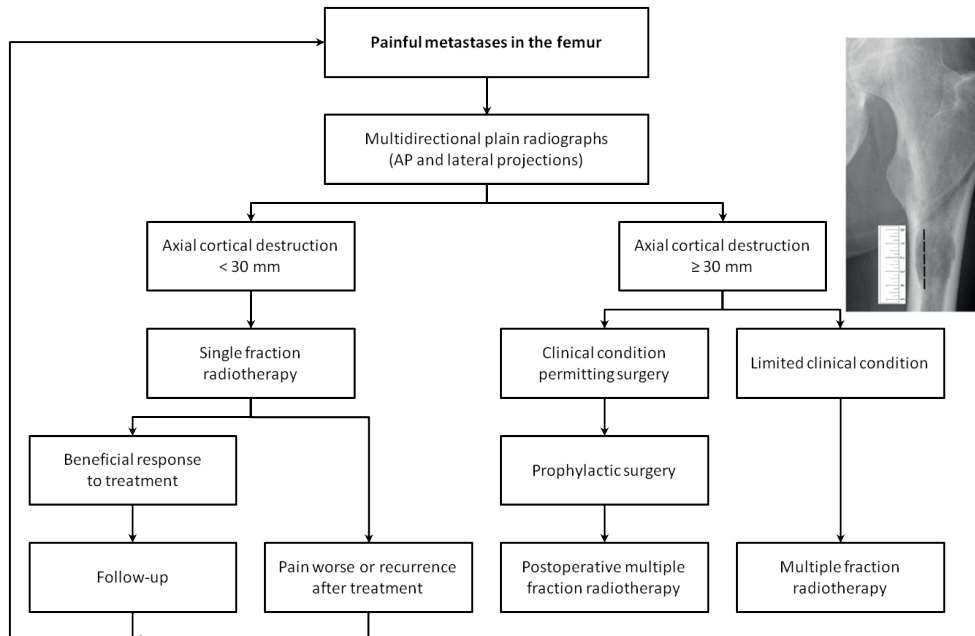 Painful metastases in the femur
Multidirectional plain radiographs
(AP and lateral projections)
Axial cortical destruction
< 30 mm
Axial cortical destruction
≥ 30 mm
Single fraction
radiotherapy
Clinical condition
permitting surgery
Limited clinical condition
Beneficial response
to treatment
Prophylactic surgery
Follow-up
Pain worse or recurrence
after treatment
Postoperative multiple
fraction radiotherapy
Multiple fraction
radiotherapy